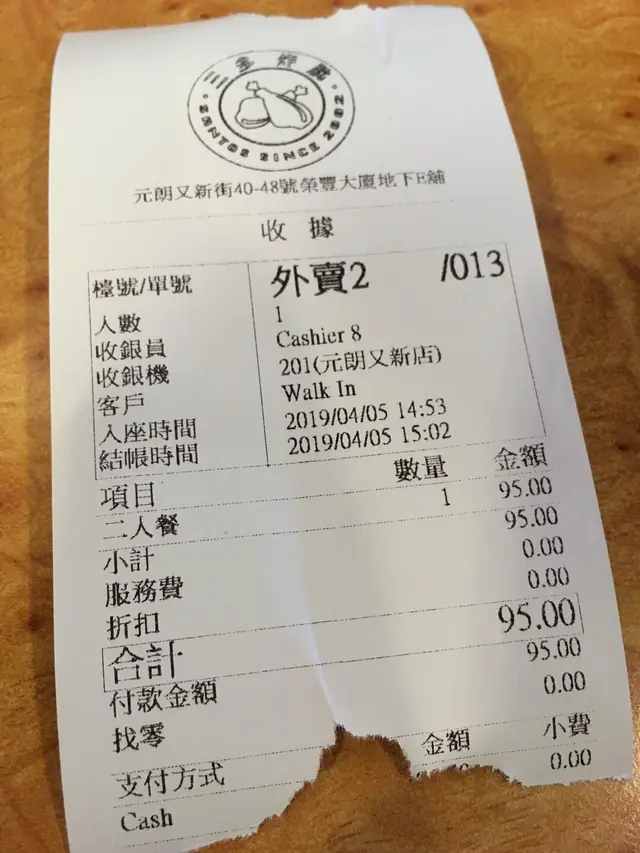 三多炸雞
SENTOS SINCE 2002
元朗又新街40-48號榮豐大廈地下E舖
收據
檯號/單號 外賣2 /013
人數 1
收銀員 Cashier 8
收銀機 201(元朗又新店)
客戶 Walk In
入座時間 2019/04/05 14:53
結帳時間 2019/04/05 15:02
項目 數量 金額
二人餐 1 95.00
小計 95.00
服務費 0.00
折扣 0.00
合計 95.00
付款金額 95.00
找零 0.00
支付方式 金額 小費
Cash 0.00